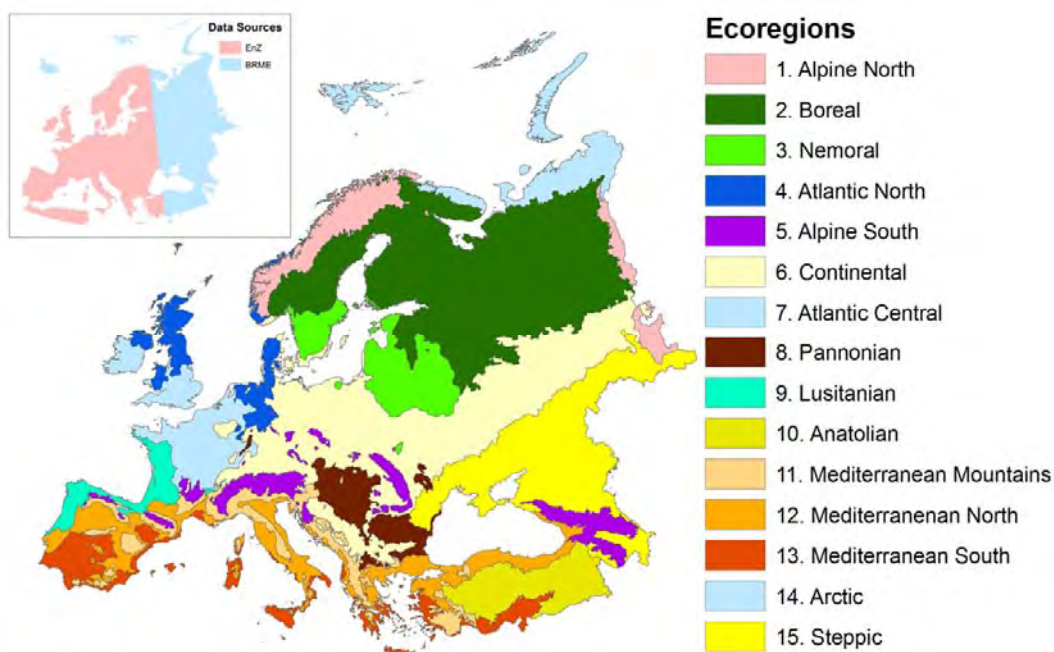 Data Sources
EnZ
BRME
Ecoregions
1. Alpine North
2. Boreal
3. Nemoral
4. Atlantic North
5. Alpine South
6. Continental
7. Atlantic Central
8. Pannonian
9. Lusitanian
10. Anatolian
11. Mediterranean Mountains
12. Mediterranenan North
13. Mediterranean South
14. Arctic
15. Steppic